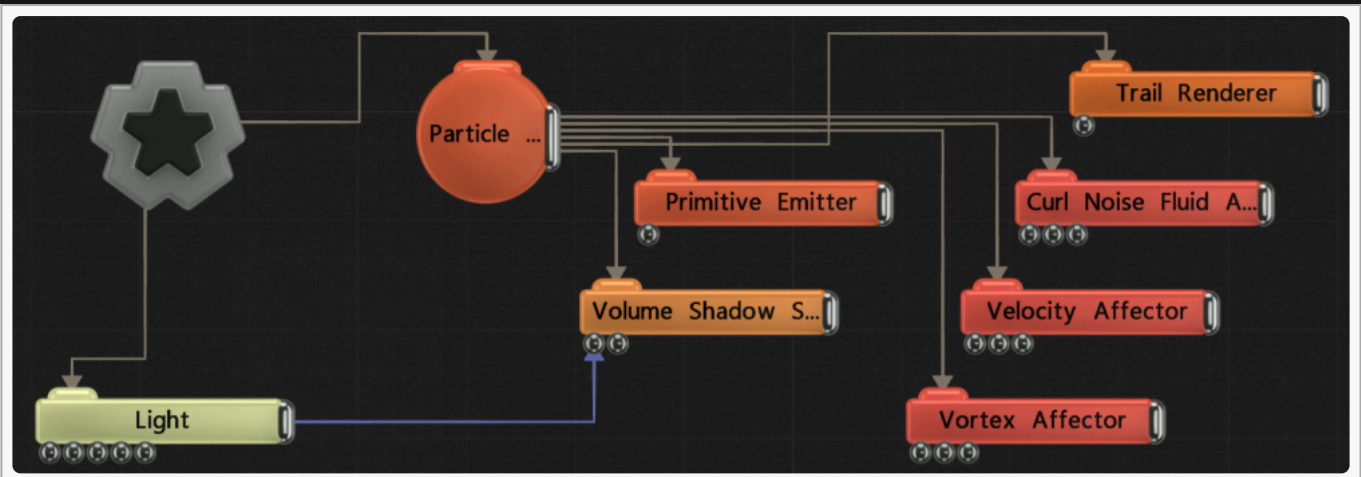 Trail Renderer
Particle ...
Primitive Emitter
Curl Noise Fluid A...
Volume Shadow S...
Velocity Affector
Light
Vortex Affector